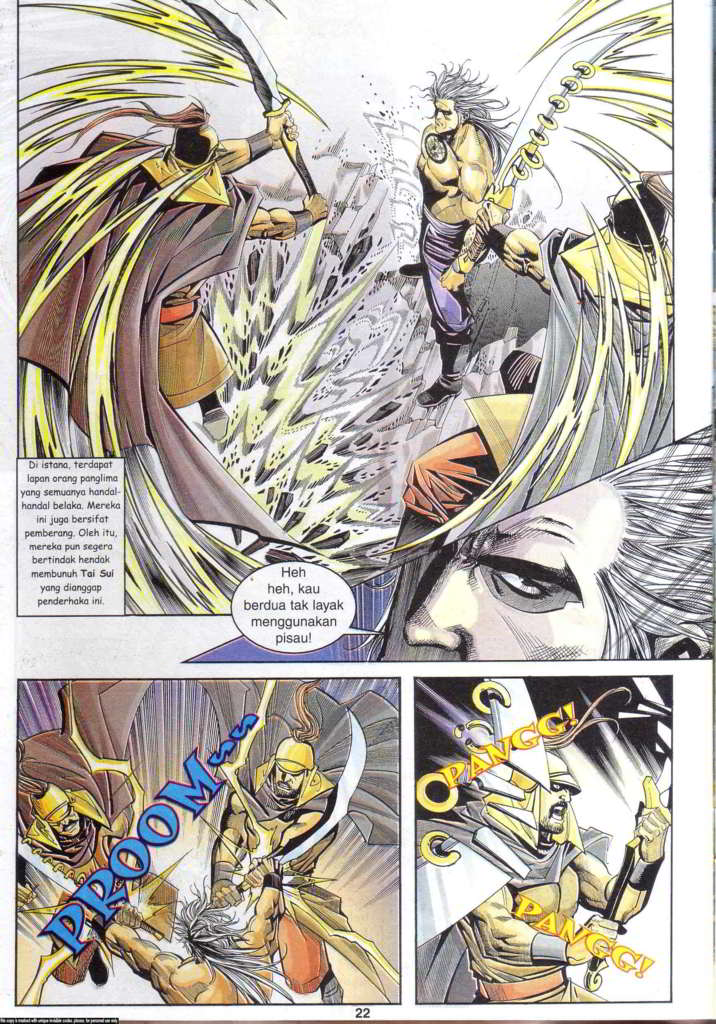 Di istana, terdapat
lapan orang panglima
yang semuanya handal-
handal belaka. Mereka
ini juga bersifat
pemberang. Oleh itu,
mereka pun segera
bertindak hendak
membunuh Tai Sui
yang dianggap
penderhaka ini.
Heh
heh, kau
berdua tak layak
menggunakan
pisau!
PROOM
PANGG!
PANGG!
22